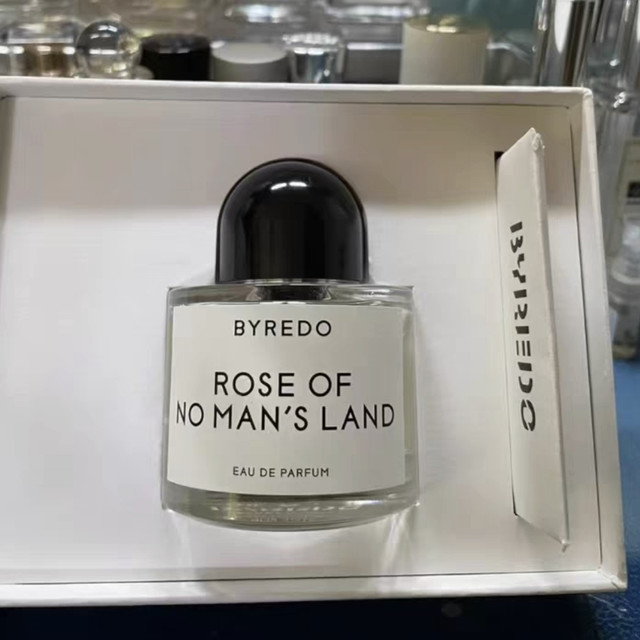 BYREDO
ROSE OF
NO MAN'S LAND
EAU DE PARFUM
BYREDO